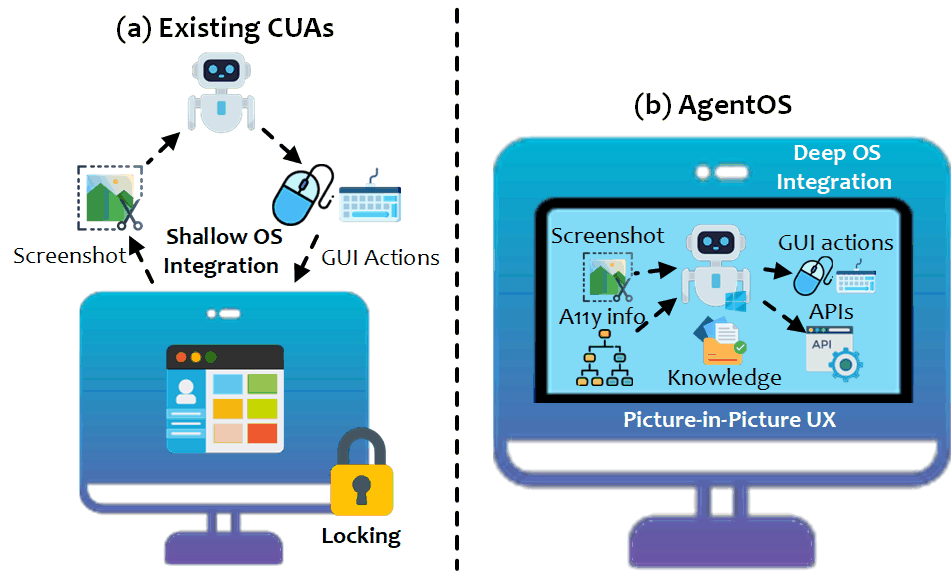 (a) Existing CUAs
Screenshot
Shallow OS
Integration
GUI Actions
Locking
(b) AgentOS
Deep OS
Integration
Screenshot
GUI actions
A11y info
APIs
API
Knowledge
Picture-in-Picture UX